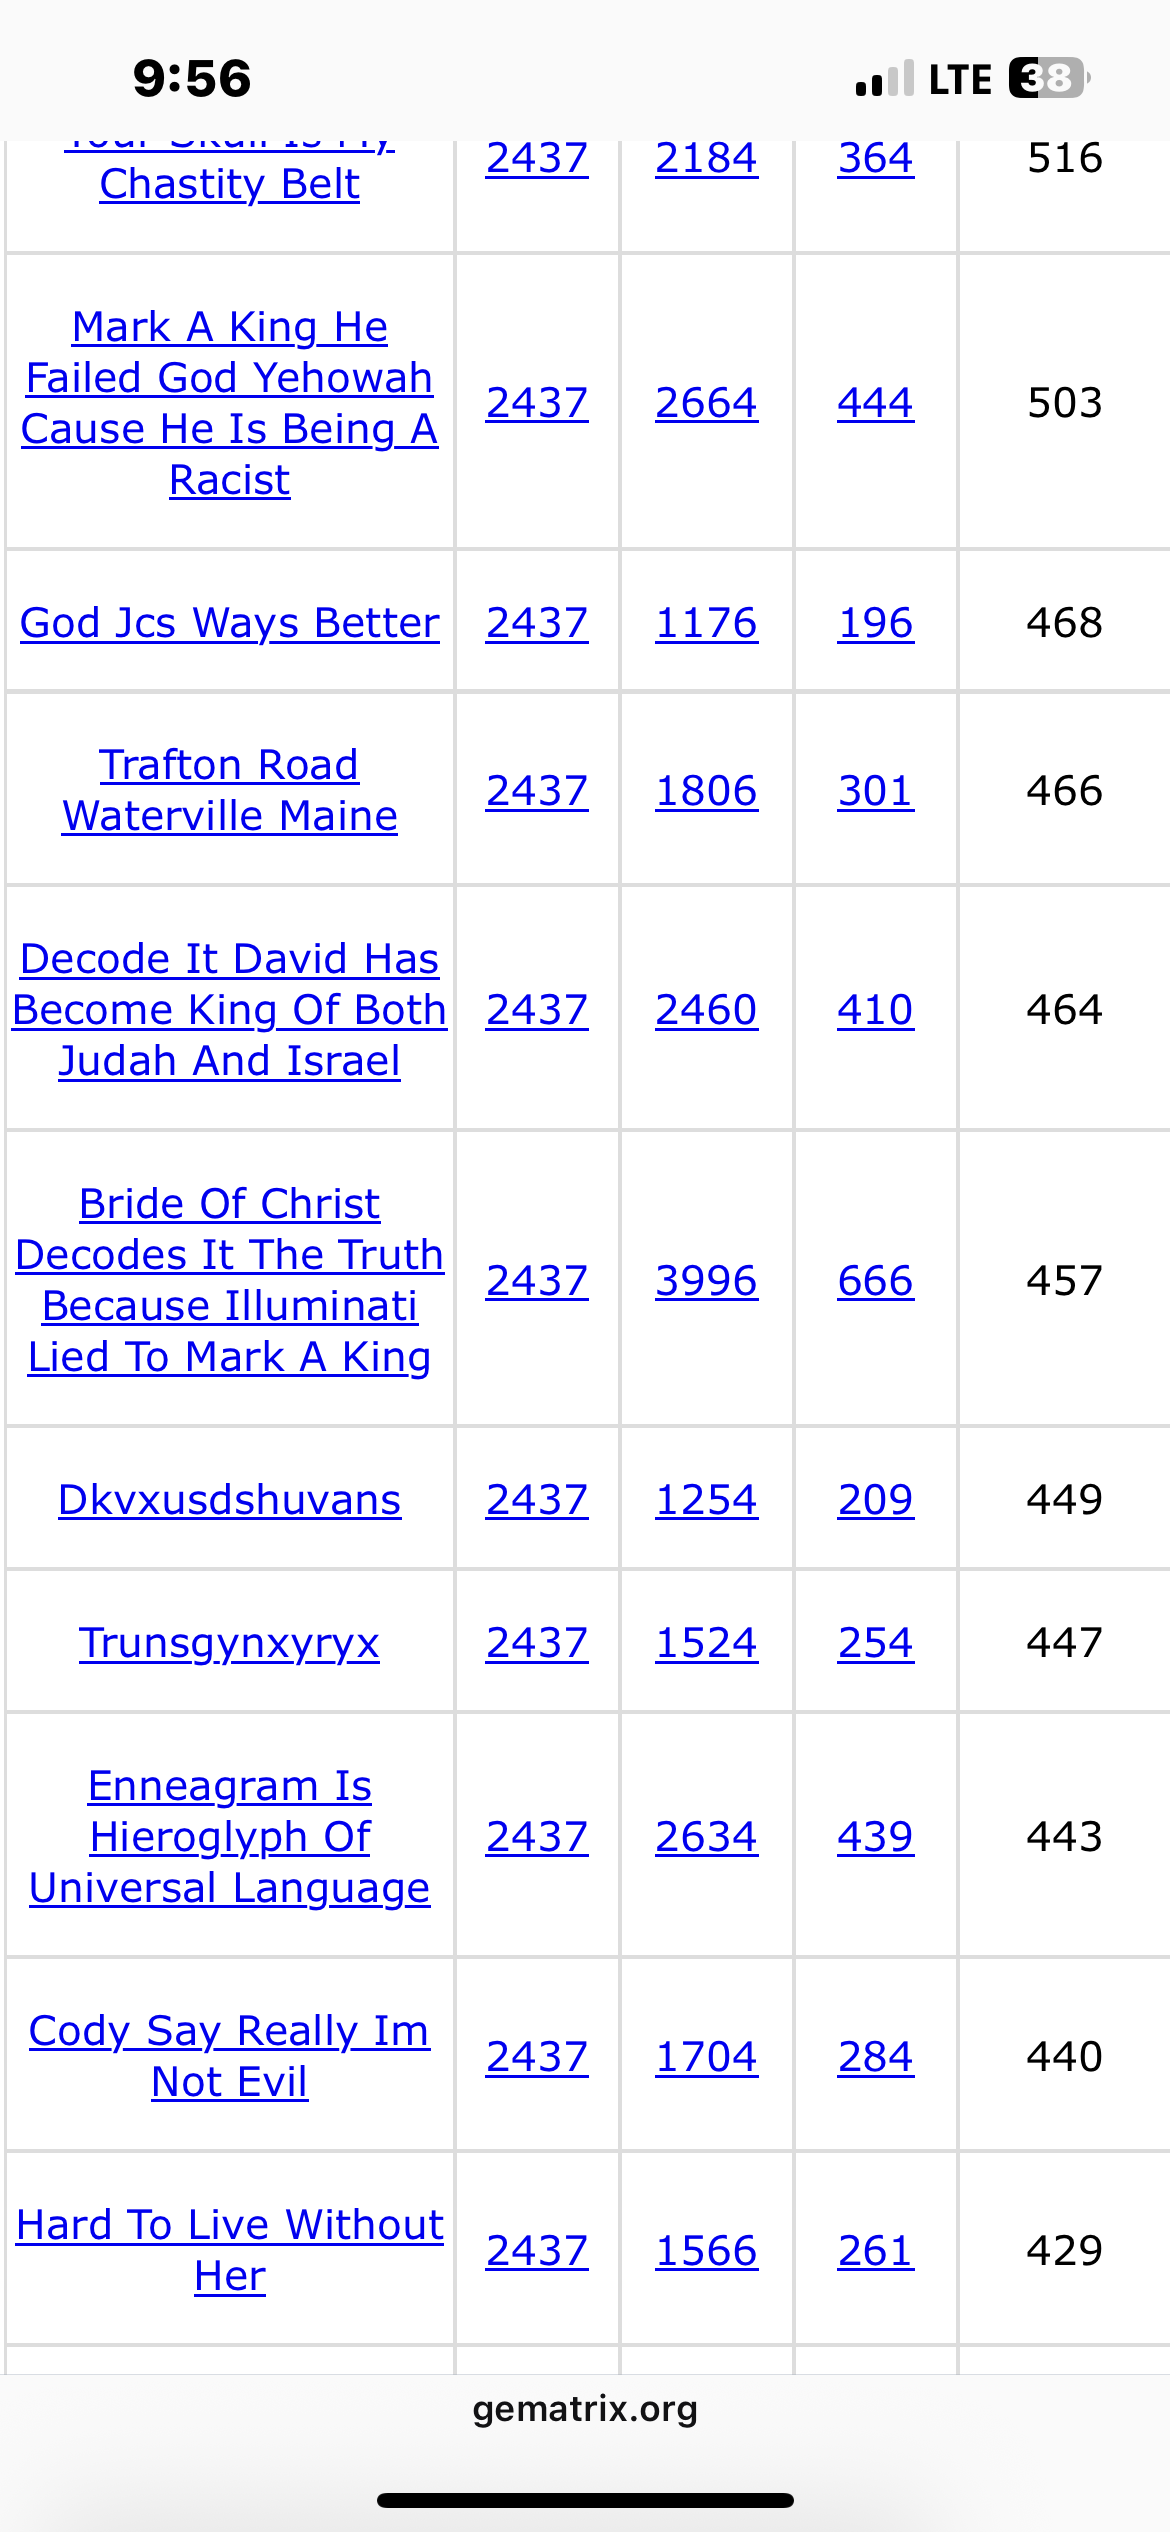 9:56 LTE 38
Your Skull Is My
Chastity Belt
2437 2184 364 516
Mark A King He
Failed God Yehowah
Cause He Is Being A
Racist
2437 2664 444 503
God Jcs Ways Better 2437 1176 196 468
Trafton Road
Waterville Maine
2437 1806 301 466
Decode It David Has
Become King Of Both
Judah And Israel
2437 2460 410 464
Bride Of Christ
Decodes It The Truth
Because Illuminati
Lied To Mark A King
2437 3996 666 457
Dkvxusdshuvans 2437 1254 209 449
Trunsgynxyryx 2437 1524 254 447
Enneagram Is
Hieroglyph Of
Universal Language
2437 2634 439 443
Cody Say Really Im
Not Evil
2437 1704 284 440
Hard To Live Without
Her
2437 1566 261 429
gematrix.org